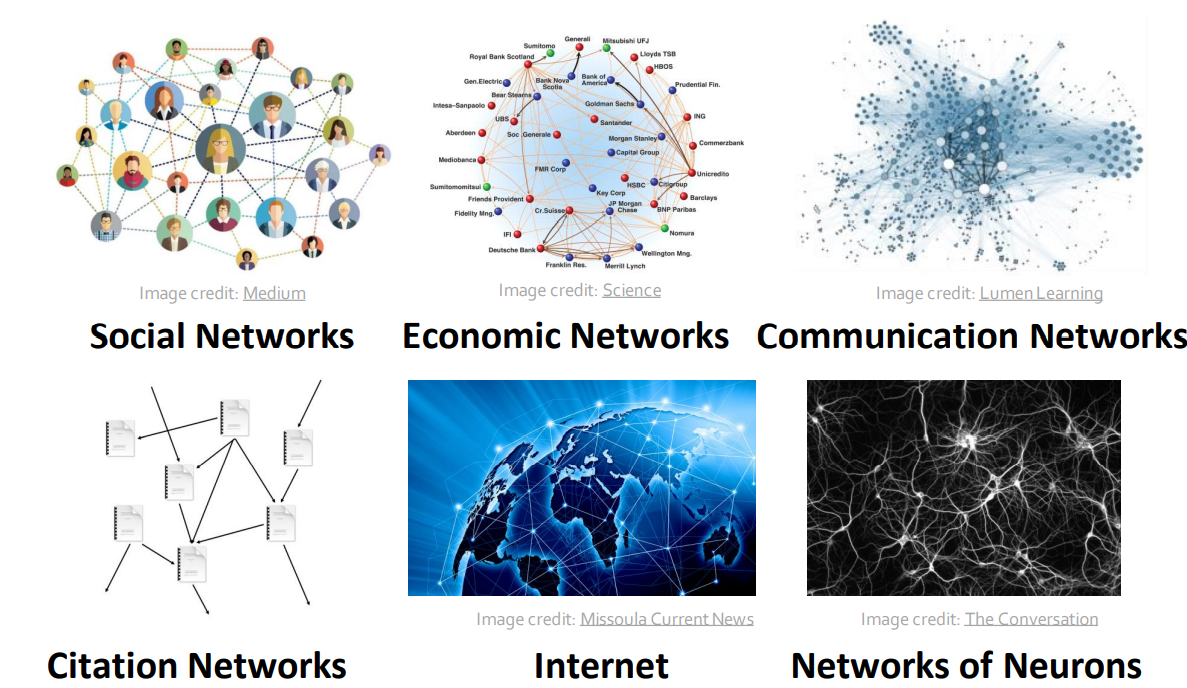 Generali
Sumitomo
Mitsubishi UFJ
Royal Bank Scotland
Lloyds TSB
HBOS
Gen.Electric
Bank Nova
Scotia
Bank of
America
Prudential Fin.
Bear Stearns
Intesa-Sanpaolo
Goldman Sachs
UBS
Santander
ING
Aberdeen
Soc Generale
Morgan Stanley
Commerzbank
Capital Group
Mediobanca
FMR Corp
Unicredito
Sumitomomitsui
HSBC
Citigroup
Key Corp
Friends Provident
Barclays
JP Morgan
Chase
BNP Paribas
Fidelity Mng.
Cr.Suisse
IFI
Nomura
Deutsche Bank
Wellington Mng.
Franklin Res.
Merrill Lynch
Image credit: Medium
Image credit: Science
Image credit: Lumen Learning
Social Networks
Economic Networks
Communication Networks
Image credit: Missoula Current News
Image credit: The Conversation
Citation Networks
Internet
Networks of Neurons